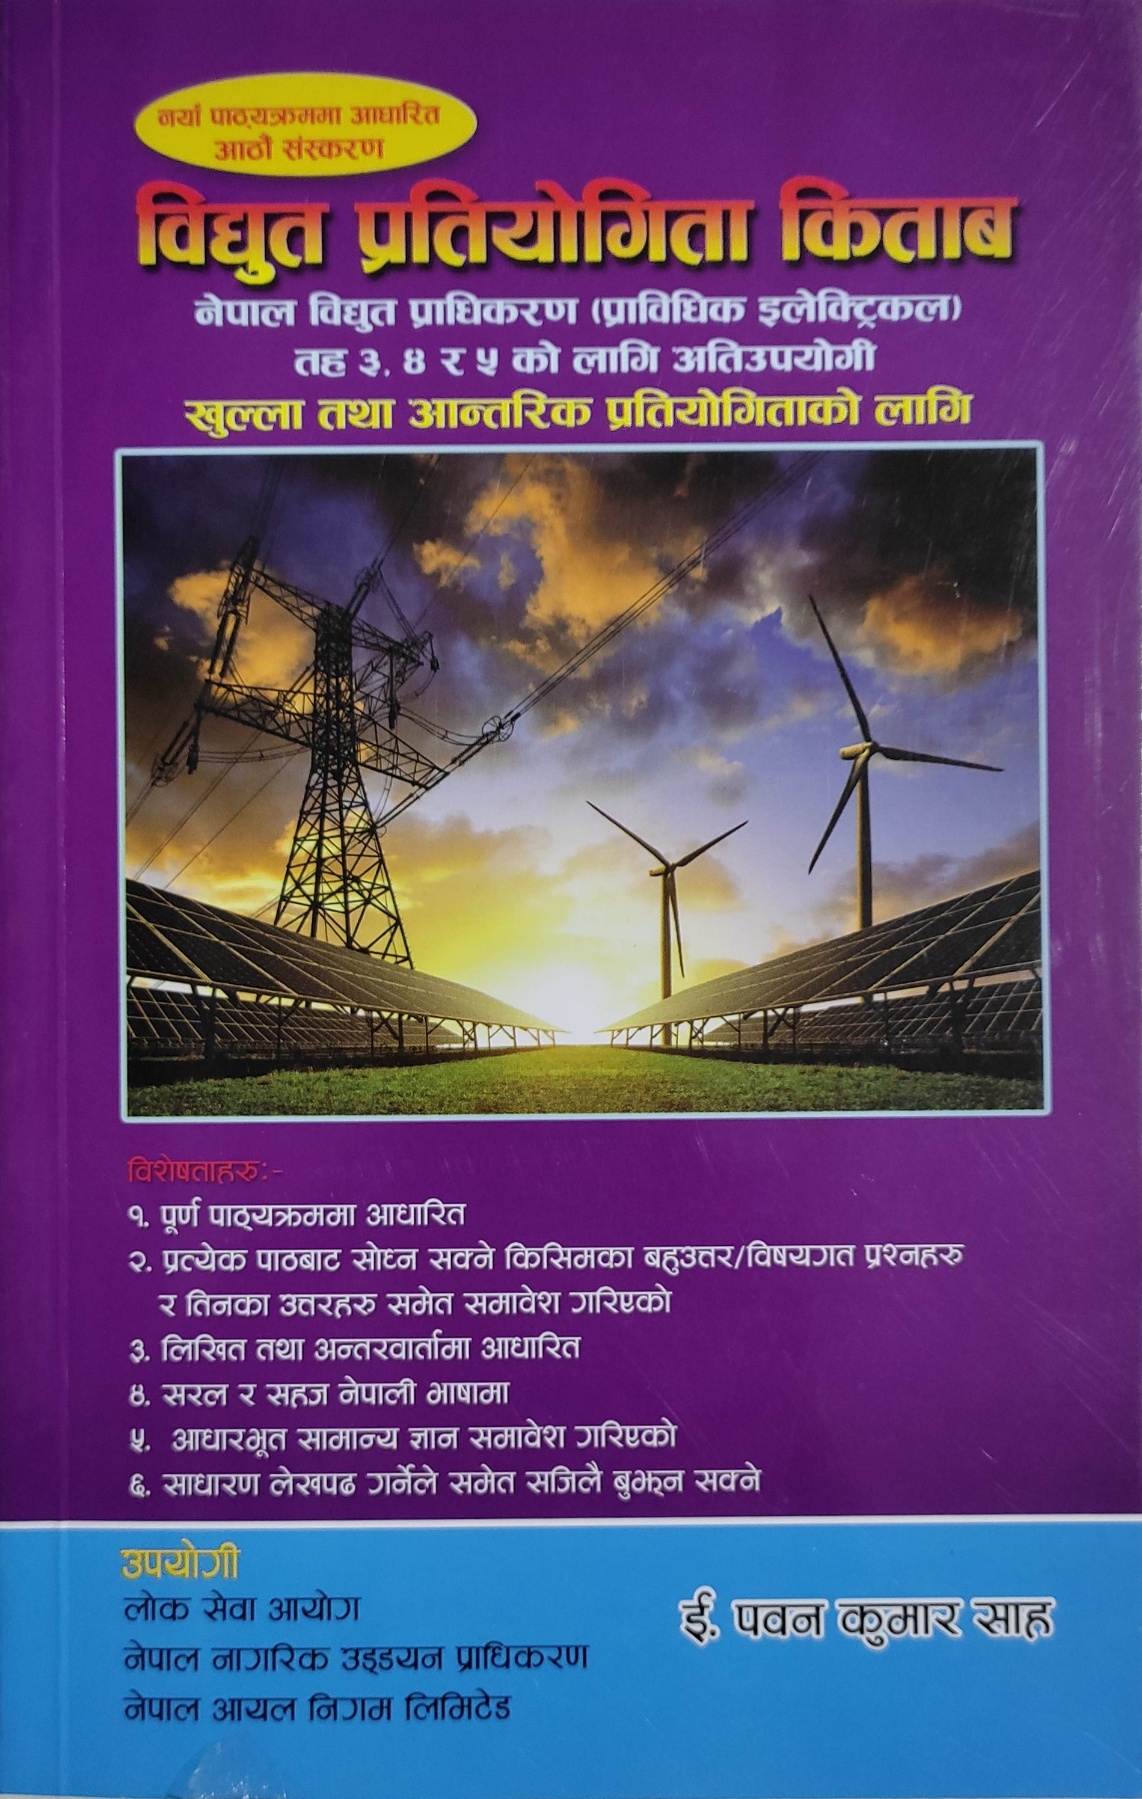 नयाँ पाठ्यक्रममा आधारित
आठौं संस्करण
विद्युत प्रतियोगिता किताब
नेपाल विद्युत प्राधिकरण (प्राविधिक इलेक्ट्रिकल)
तह ३, ४ र ५ को लागि अतिउपयोगी
खुल्ला तथा आन्तरिक प्रतियोगिताको लागि
विशेषताहरु:-
१. पूर्ण पाठ्यक्रममा आधारित
२. प्रत्येक पाठबाट सोध्न सक्ने किसिमका बहुउत्तर/विषयगत प्रश्नहरु
र तिनका उत्तरहरु समेत समावेश गरिएको
३. लिखित तथा अन्तरवार्तामा आधारित
४. सरल र सहज नेपाली भाषामा
५. आधारभूत सामान्य ज्ञान समावेश गरिएको
६. साधारण लेखपढ गर्नेले समेत सजिलै बुझ्न सक्ने
उपयोगी
लोक सेवा आयोग
ई. पवन कुमार साह
नेपाल नागरिक उड्डयन प्राधिकरण
नेपाल आयल निगम लिमिटेड